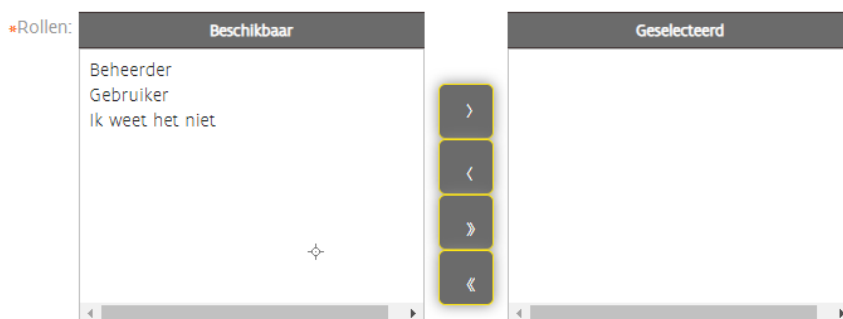 *Rollen:
Beschikbaar
Beheerder
Gebruiker
Ik weet het niet
>
<
»
«
Geselecteerd